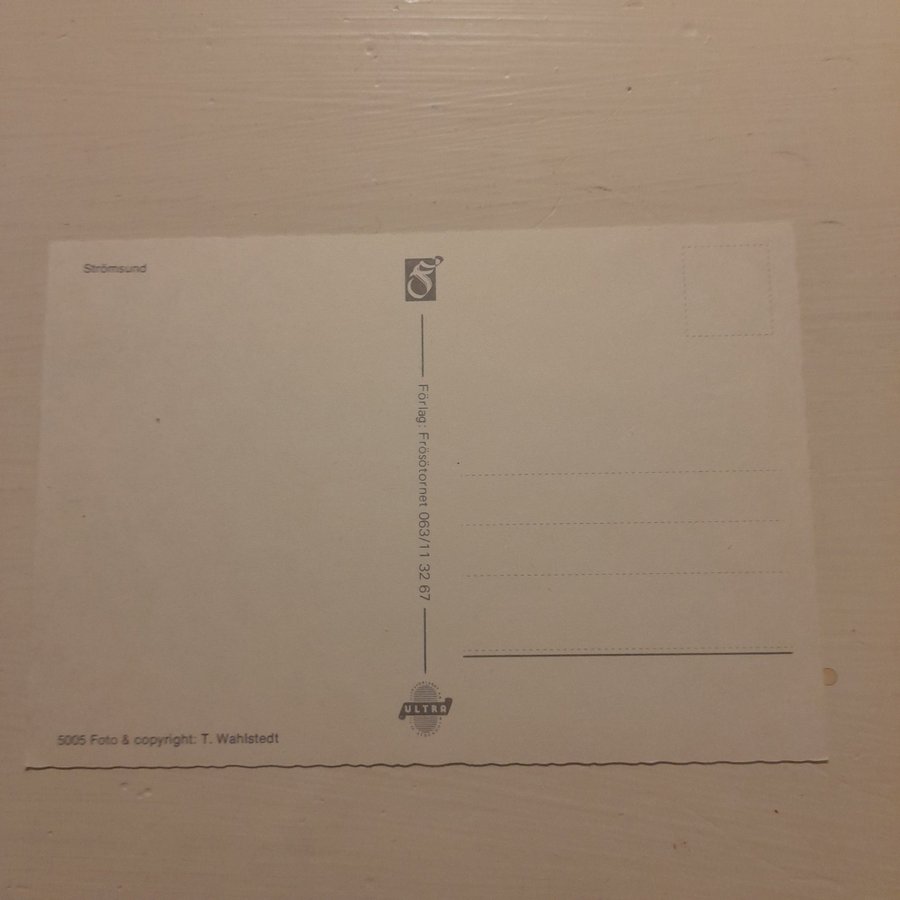 Strömsund
Förlag: Frösötornet 063/11 32 67
ULTRA
5005 Foto & copyright: T. Wahlstedt